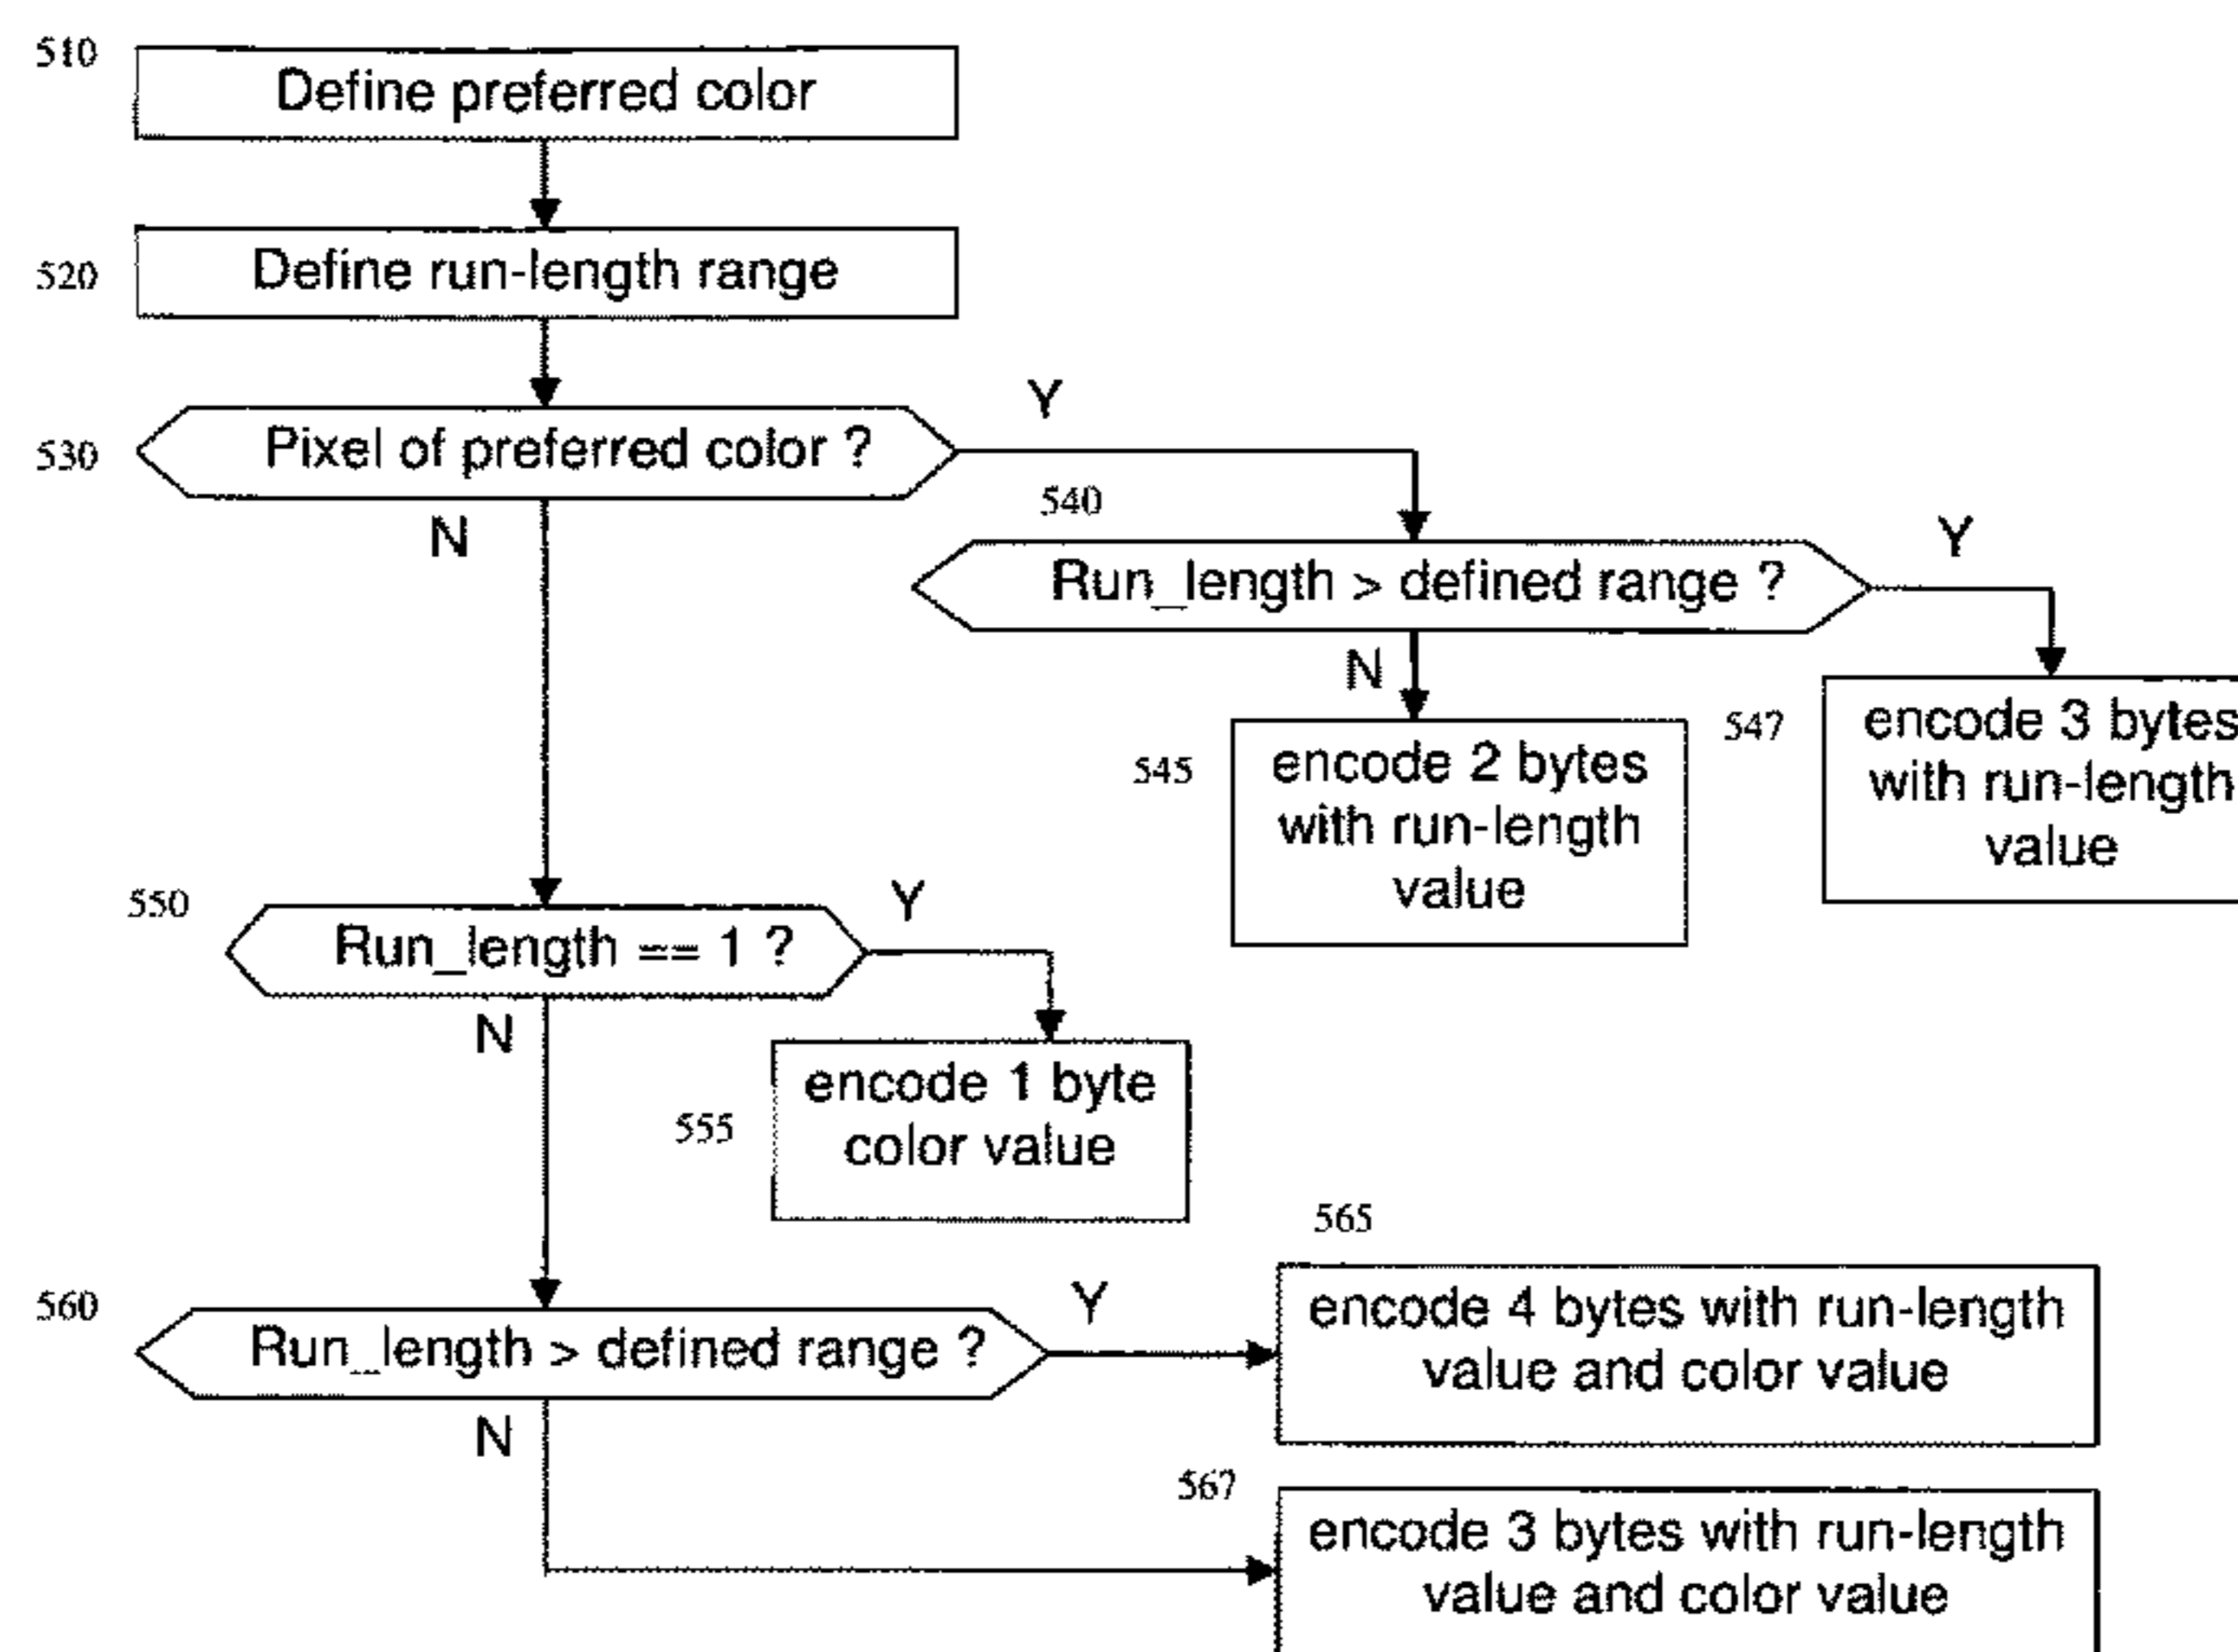 510
Define preferred color
520
Define run-length range
530
Pixel of preferred color ?
Y
N
540
Run_length > defined range ?
Y
N
545
encode 2 bytes
with run-length
value
547
encode 3 bytes
with run-length
value
550
Run_length == 1 ?
Y
N
555
encode 1 byte
color value
560
Run_length > defined range ?
Y
N
565
encode 4 bytes with run-length
value and color value
567
encode 3 bytes with run-length
value and color value